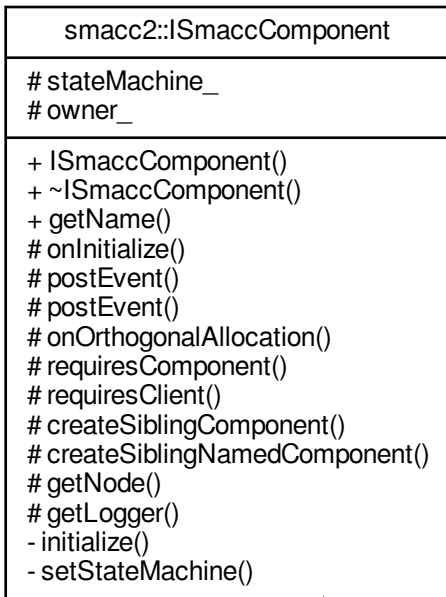 smacc2::ISmaccComponent
# stateMachine_
# owner_
+ ISmaccComponent()
+ ~ISmaccComponent()
+ getName()
# onInitialize()
# postEvent()
# postEvent()
# onOrthogonalAllocation()
# requiresComponent()
# requiresClient()
# createSiblingComponent()
# createSiblingNamedComponent()
# getNode()
# getLogger()
- initialize()
- setStateMachine()